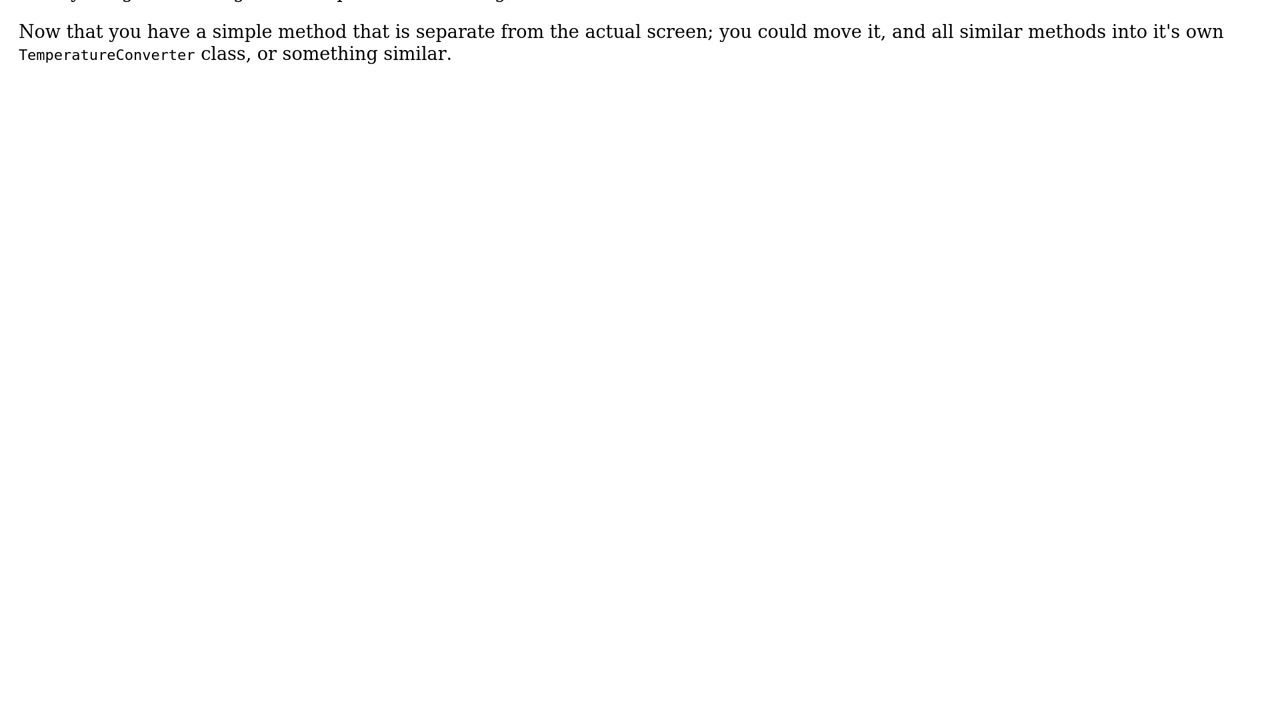 Now that you have a simple method that is separate from the actual screen; you could move it, and all similar methods into it's own
TemperatureConverter class, or something similar.